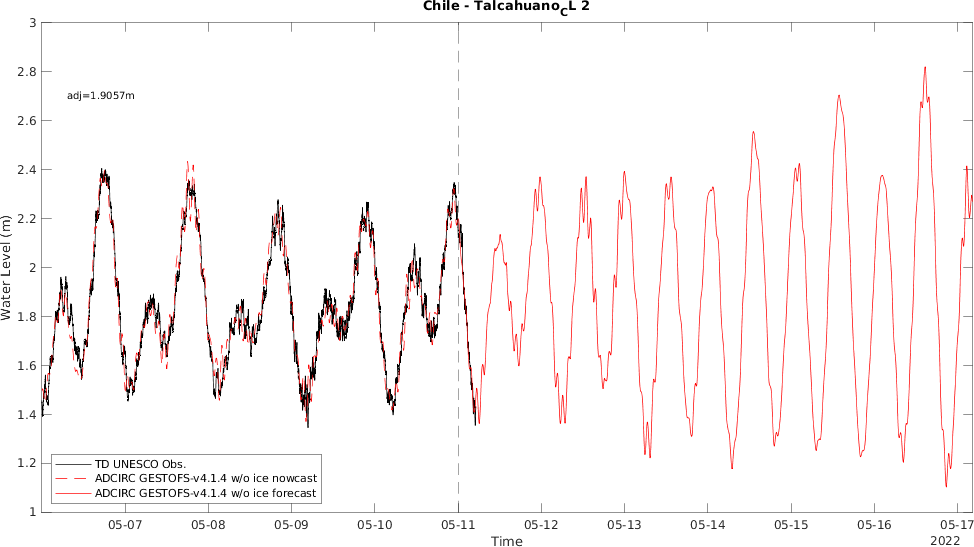 Chile - Talcahuano_CL 2
3
2.8
2.6
2.4
2.2
2
1.8
1.6
1.4
1.2
1
Water Level (m)
adj=1.9057m
TD UNESCO Obs.
ADCIRC GESTOFS-v4.1.4 w/o ice nowcast
ADCIRC GESTOFS-v4.1.4 w/o ice forecast
05-07 05-08 05-09 05-10 05-11 05-12 05-13 05-14 05-15 05-16 05-17
Time
2022